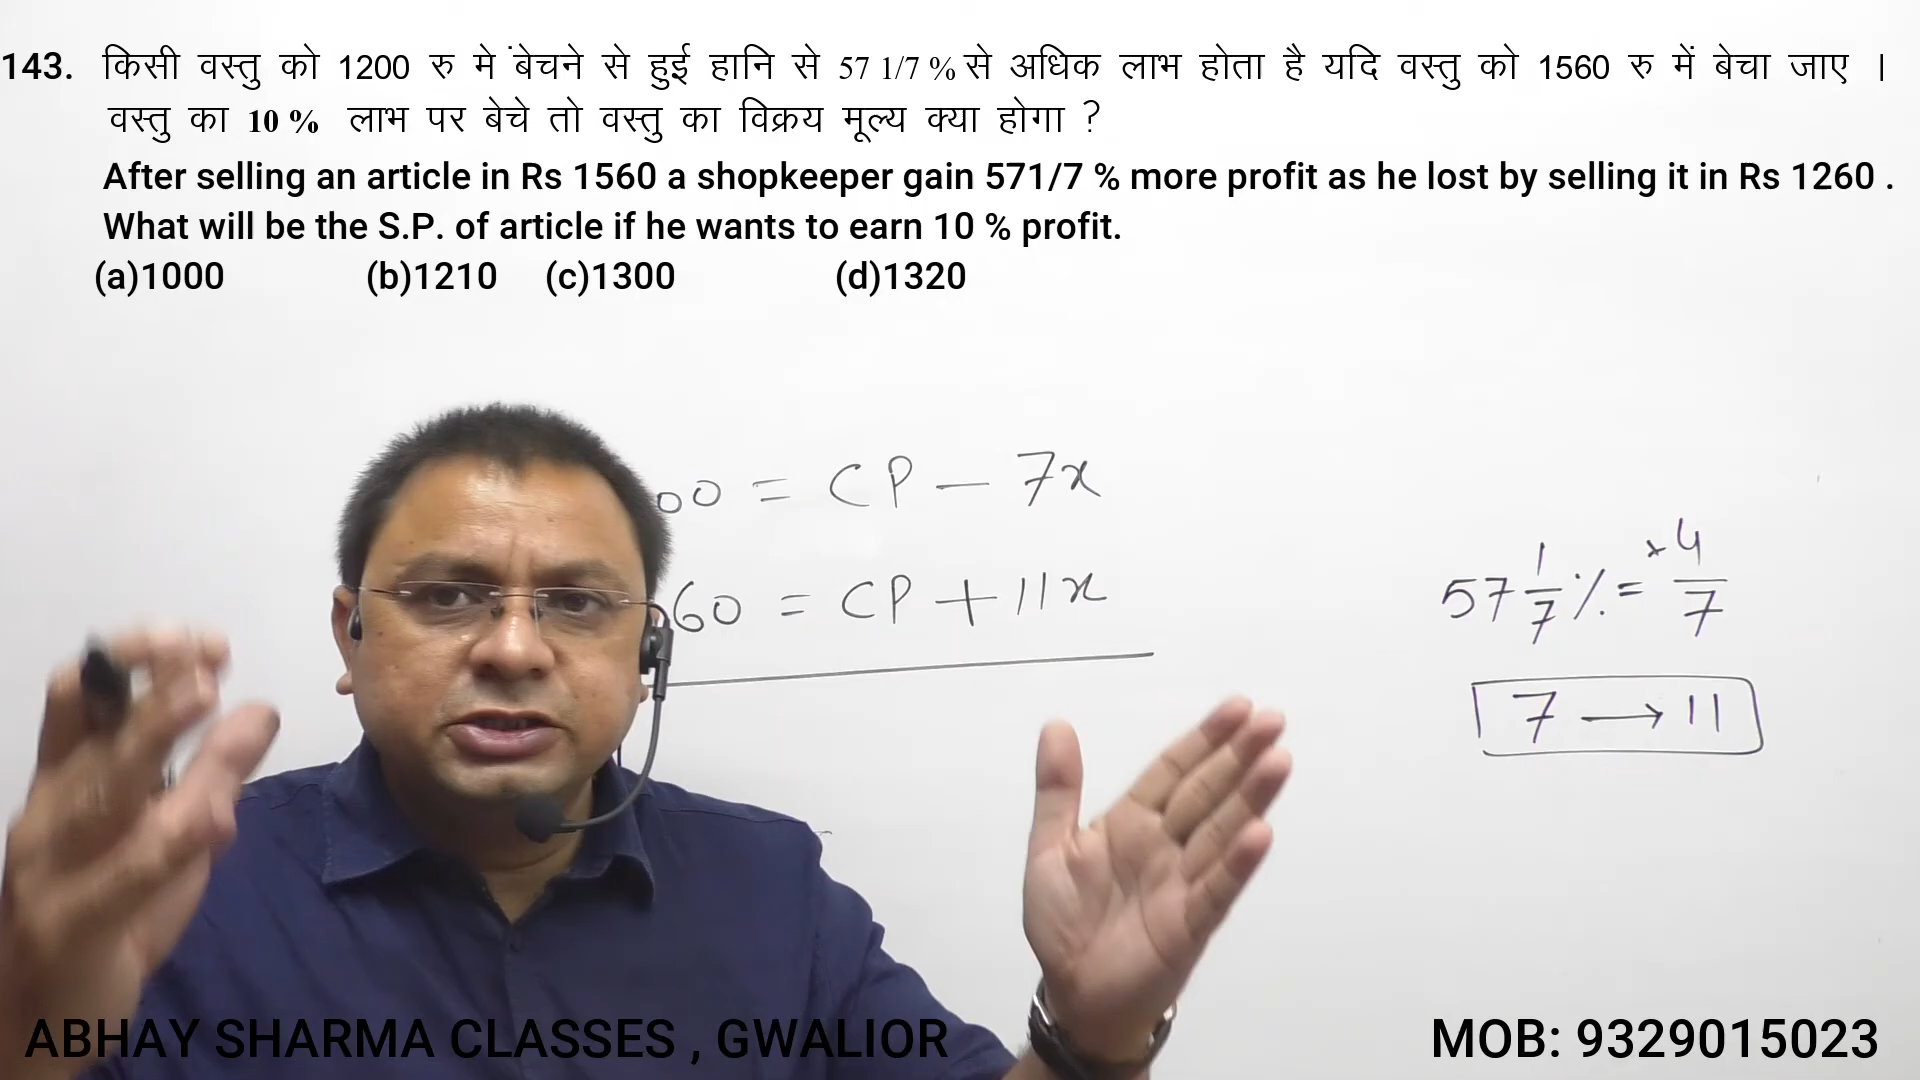 143. किसी वस्तु को 1200 रु मे बेचने से हुई हानि से 57 1/7 % से अधिक लाभ होता है यदि वस्तु को 1560 रु में बेचा जाए ।
वस्तु का 10 % लाभ पर बेचे तो वस्तु का विक्रय मूल्य क्या होगा ?
After selling an article in Rs 1560 a shopkeeper gain 571/7 % more profit as he lost by selling it in Rs 1260 .
What will be the S.P. of article if he wants to earn 10 % profit.
(a)1000 (b)1210 (c)1300 (d)1320
00 = CP - 7x
60 = CP + 11x
57 1/7 % = +4/7
7 → 11
ABHAY SHARMA CLASSES , GWALIOR
MOB: 9329015023